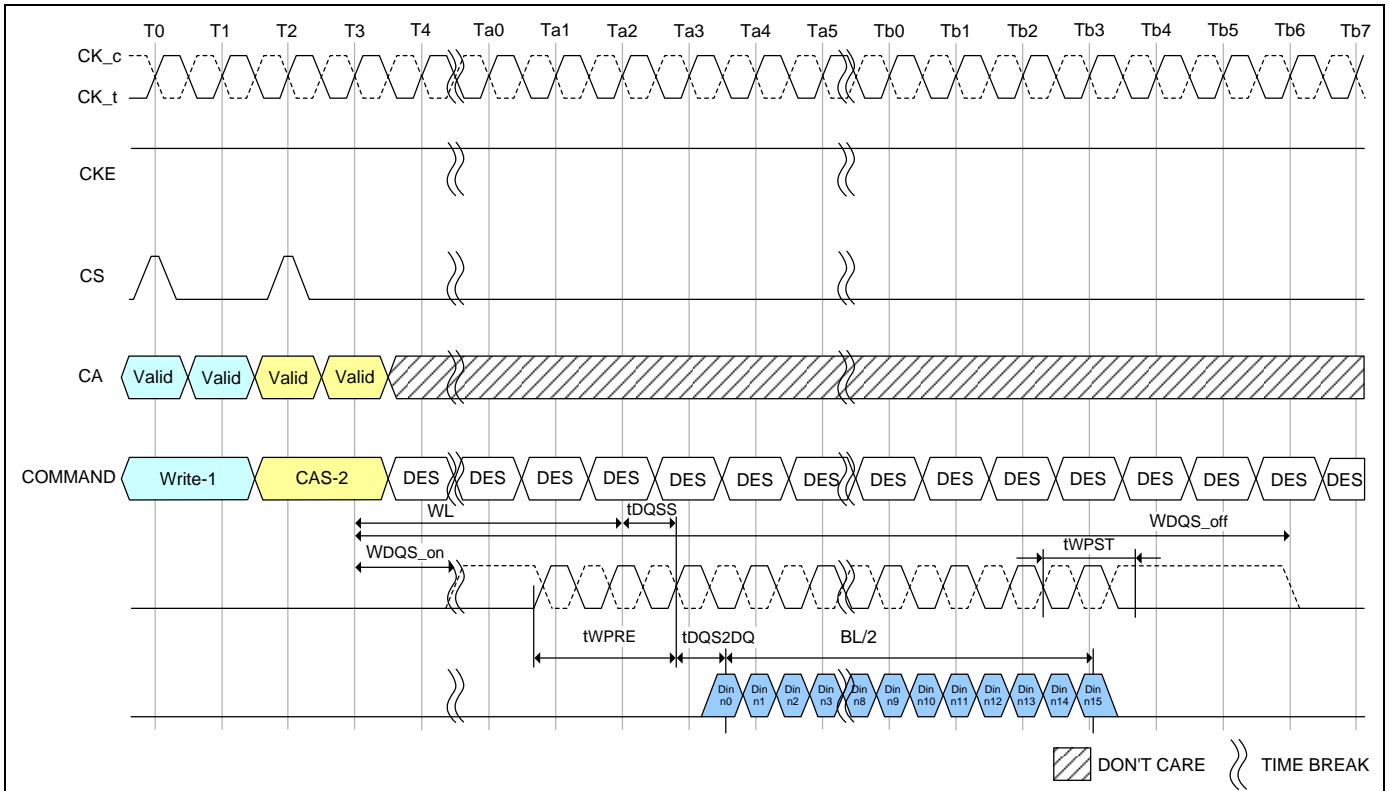 T0 T1 T2 T3 T4 Ta0 Ta1 Ta2 Ta3 Ta4 Ta5 Tb0 Tb1 Tb2 Tb3 Tb4 Tb5 Tb6 Tb7
CK_c
CK_t
CKE
CS
CA Valid Valid Valid Valid
COMMAND Write-1 CAS-2 DES DES DES DES DES DES DES DES DES DES DES DES DES DES DES
WL tDQSS WDQS_off
WDQS_on tWPST
tWPRE tDQS2DQ BL/2
Din Din Din Din Din Din Din Din Din Din Din Din
n0 n1 n2 n3 n8 n9 n10 n11 n12 n13 n14 n15
DON'T CARE TIME BREAK